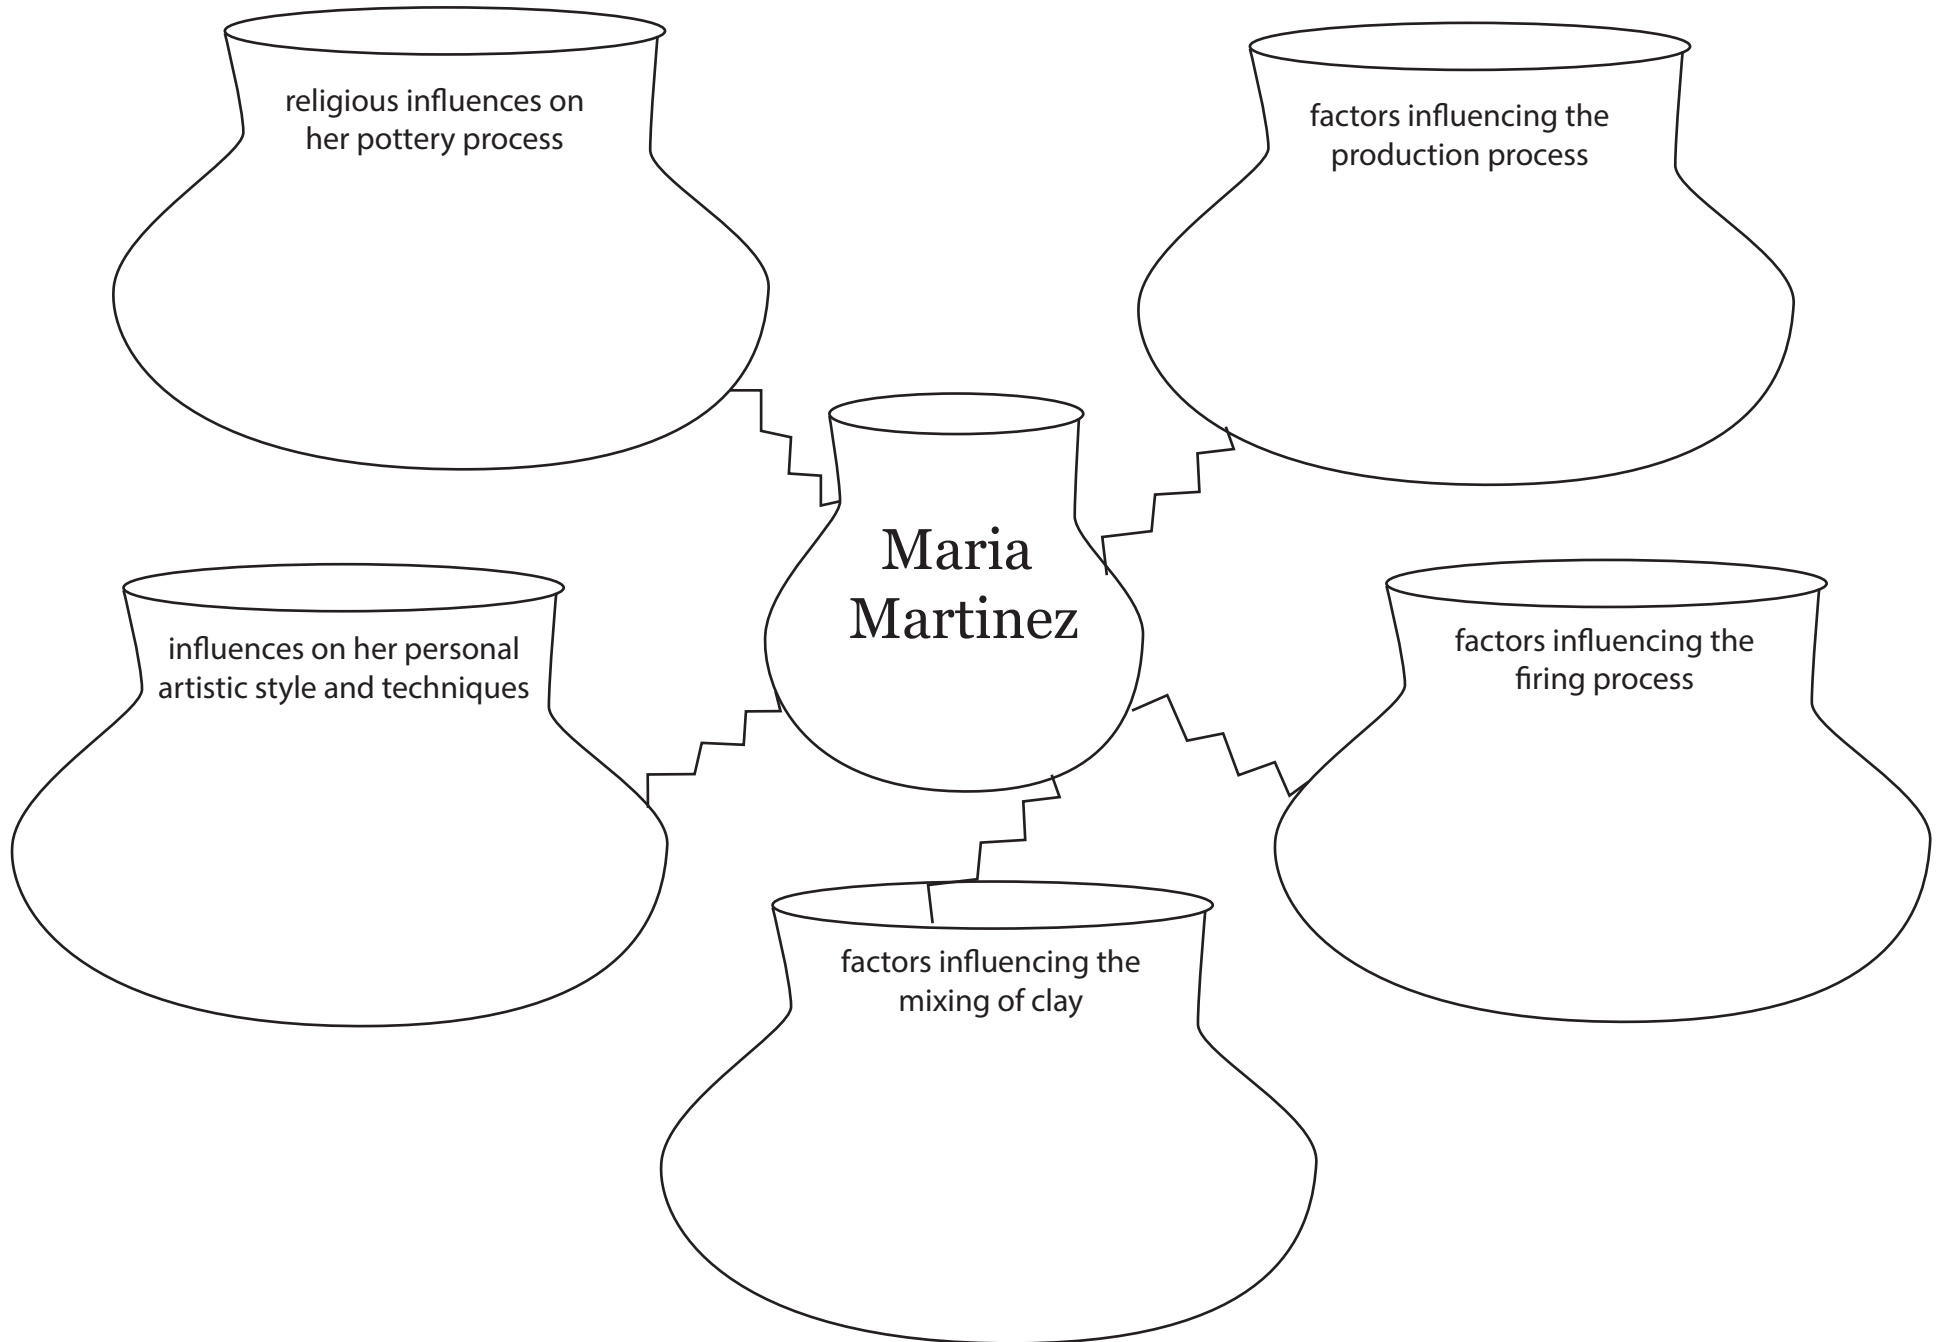 religious influences on
her pottery process
factors influencing the
production process
Maria
Martinez
influences on her personal
artistic style and techniques
factors influencing the
firing process
factors influencing the
mixing of clay